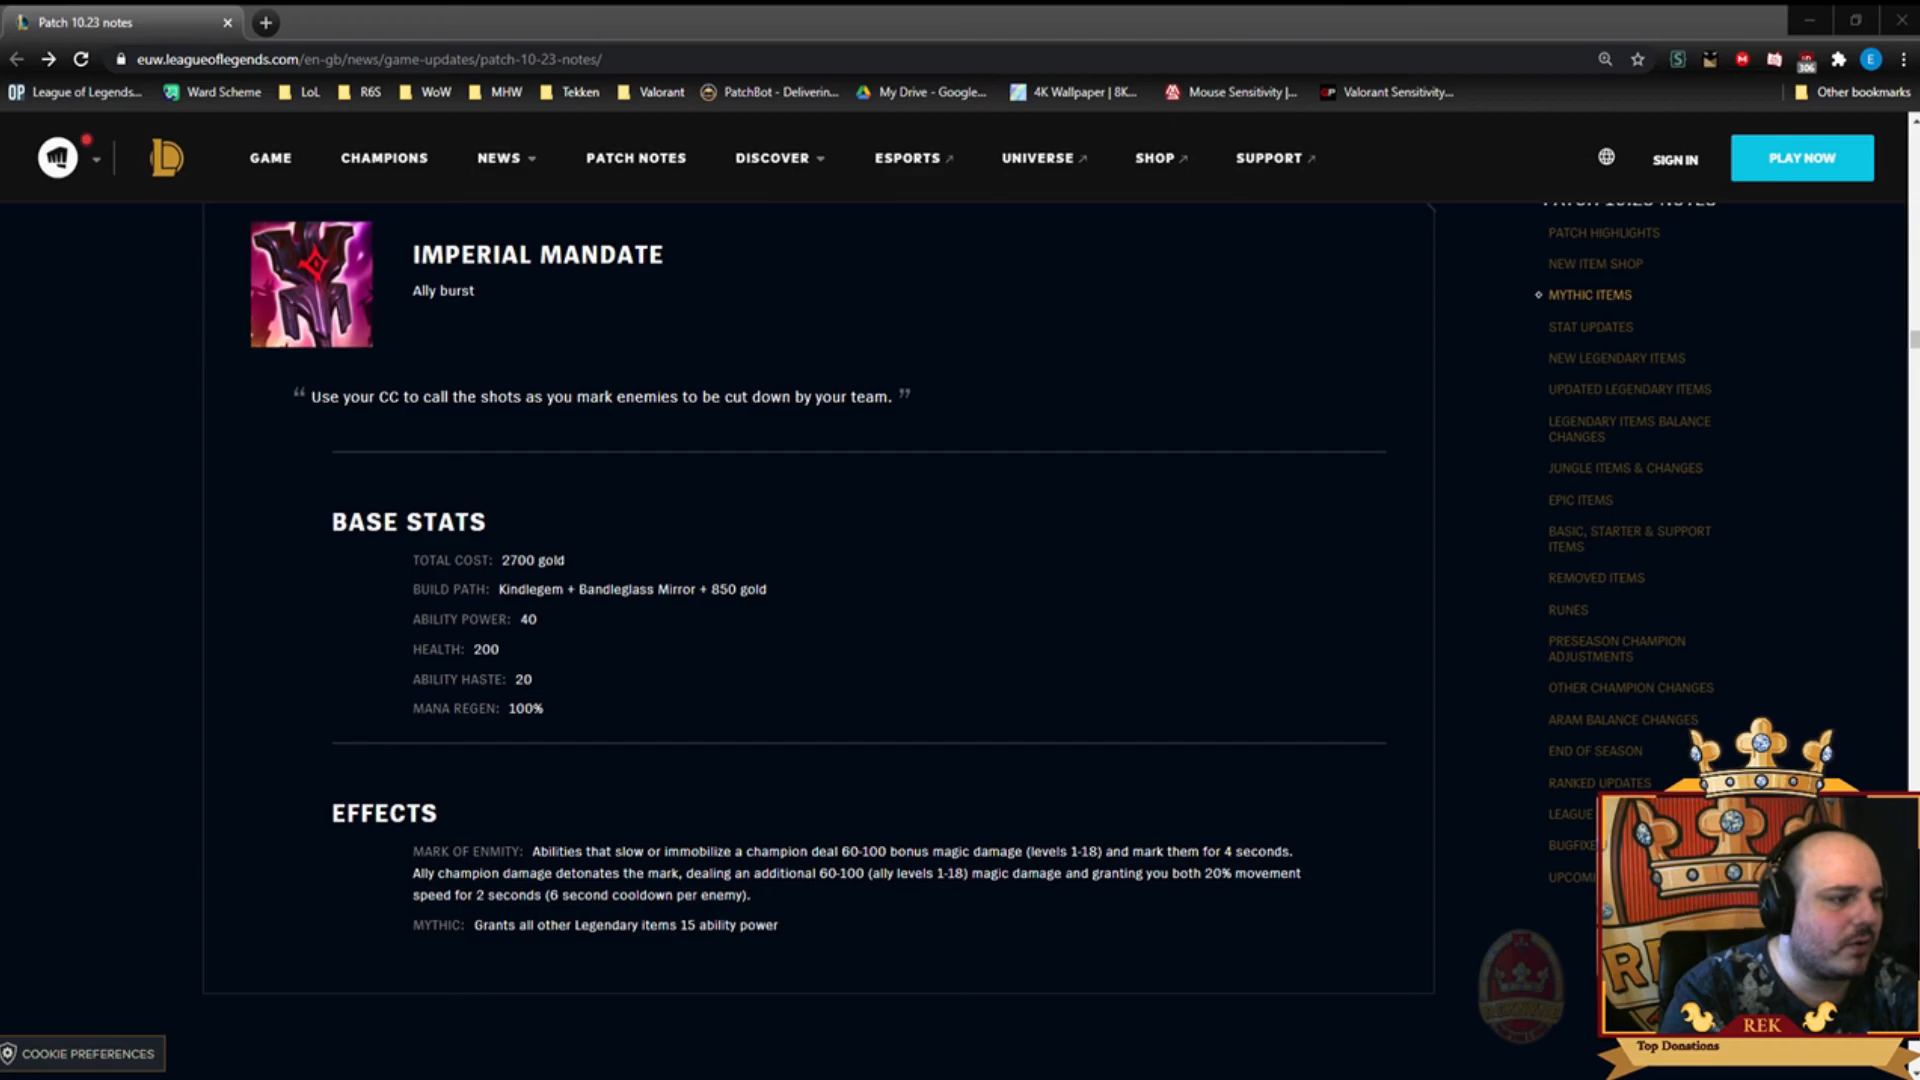 Patch 10.23 notes
euw.leagueoflegends.com/en-gb/news/game-updates/patch-10-23-notes/
306
E
OP League of Legends... Ward Scheme LoL R6S WoW MHW Tekken Valorant PatchBot - Deliverin... My Drive - Google... 4K Wallpaper | 8K... Mouse Sensitivity |... Valorant Sensitivity... Other bookmarks
GAME CHAMPIONS NEWS PATCH NOTES DISCOVER ESPORTS UNIVERSE SHOP SUPPORT SIGN IN PLAY NOW
IMPERIAL MANDATE
Ally burst
“ Use your CC to call the shots as you mark enemies to be cut down by your team. ”
BASE STATS
TOTAL COST: 2700 gold
BUILD PATH: Kindlegem + Bandleglass Mirror + 850 gold
ABILITY POWER: 40
HEALTH: 200
ABILITY HASTE: 20
MANA REGEN: 100%
EFFECTS
MARK OF ENMITY: Abilities that slow or immobilize a champion deal 60-100 bonus magic damage (levels 1-18) and mark them for 4 seconds.
Ally champion damage detonates the mark, dealing an additional 60-100 (ally levels 1-18) magic damage and granting you both 20% movement
speed for 2 seconds (6 second cooldown per enemy).
MYTHIC: Grants all other Legendary items 15 ability power
PATCH 10.23 NOTES
PATCH HIGHLIGHTS
NEW ITEM SHOP
MYTHIC ITEMS
STAT UPDATES
NEW LEGENDARY ITEMS
UPDATED LEGENDARY ITEMS
LEGENDARY ITEMS BALANCE
CHANGES
JUNGLE ITEMS & CHANGES
EPIC ITEMS
BASIC, STARTER & SUPPORT
ITEMS
REMOVED ITEMS
RUNES
PRESEASON CHAMPION
ADJUSTMENTS
OTHER CHAMPION CHANGES
ARAM BALANCE CHANGES
END OF SEASON
RANKED UPDATES
LEAGUE
BUGFIXE
UPCOMI
REK
Top Donations
COOKIE PREFERENCES